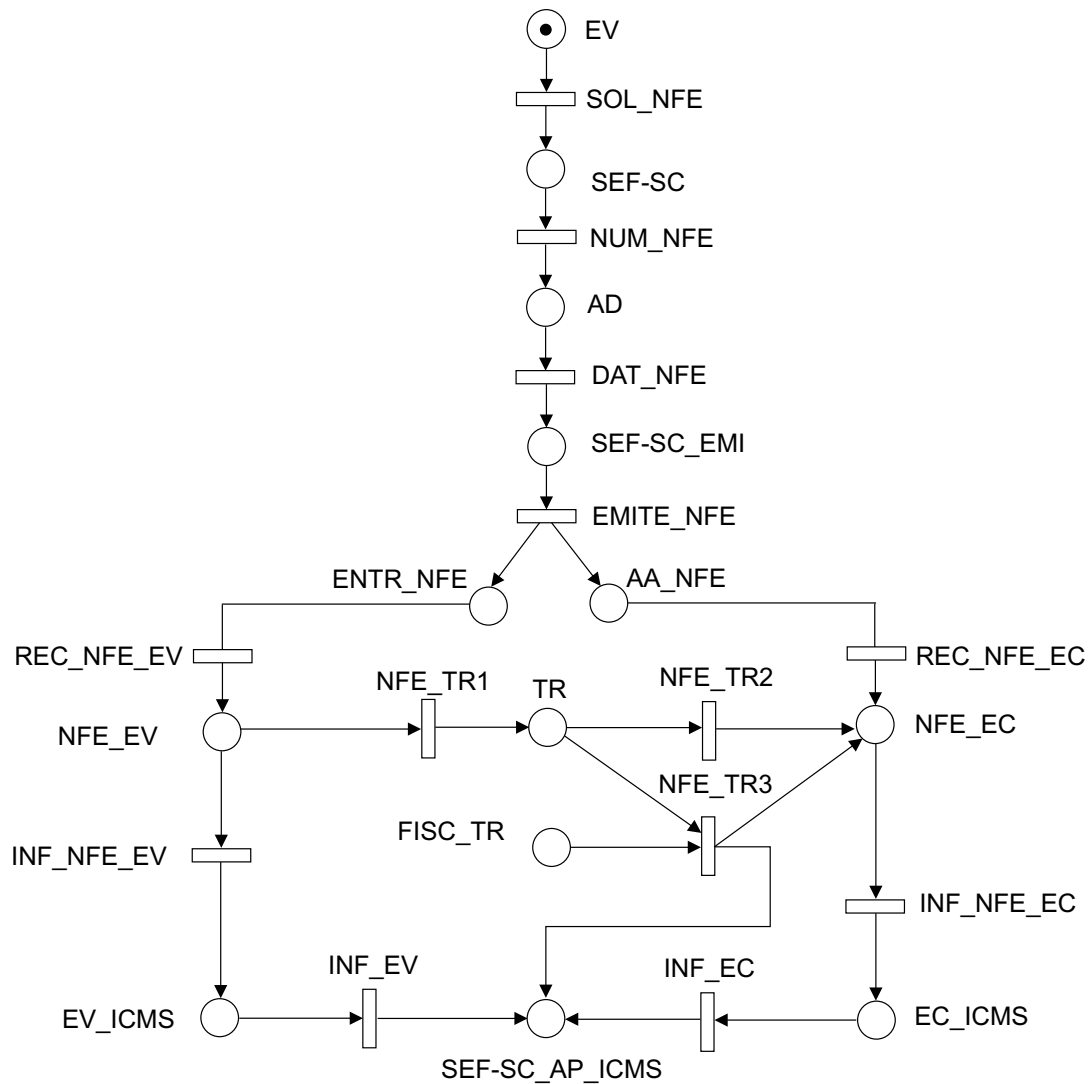 EV
SOL_NFE
SEF-SC
NUM_NFE
AD
DAT_NFE
SEF-SC_EMI
EMITE_NFE
ENTR_NFE
AA_NFE
REC_NFE_EV
REC_NFE_EC
NFE_TR1
TR
NFE_TR2
NFE_EV
NFE_EC
NFE_TR3
FISC_TR
INF_NFE_EV
INF_NFE_EC
INF_EV
INF_EC
EV_ICMS
EC_ICMS
SEF-SC_AP_ICMS